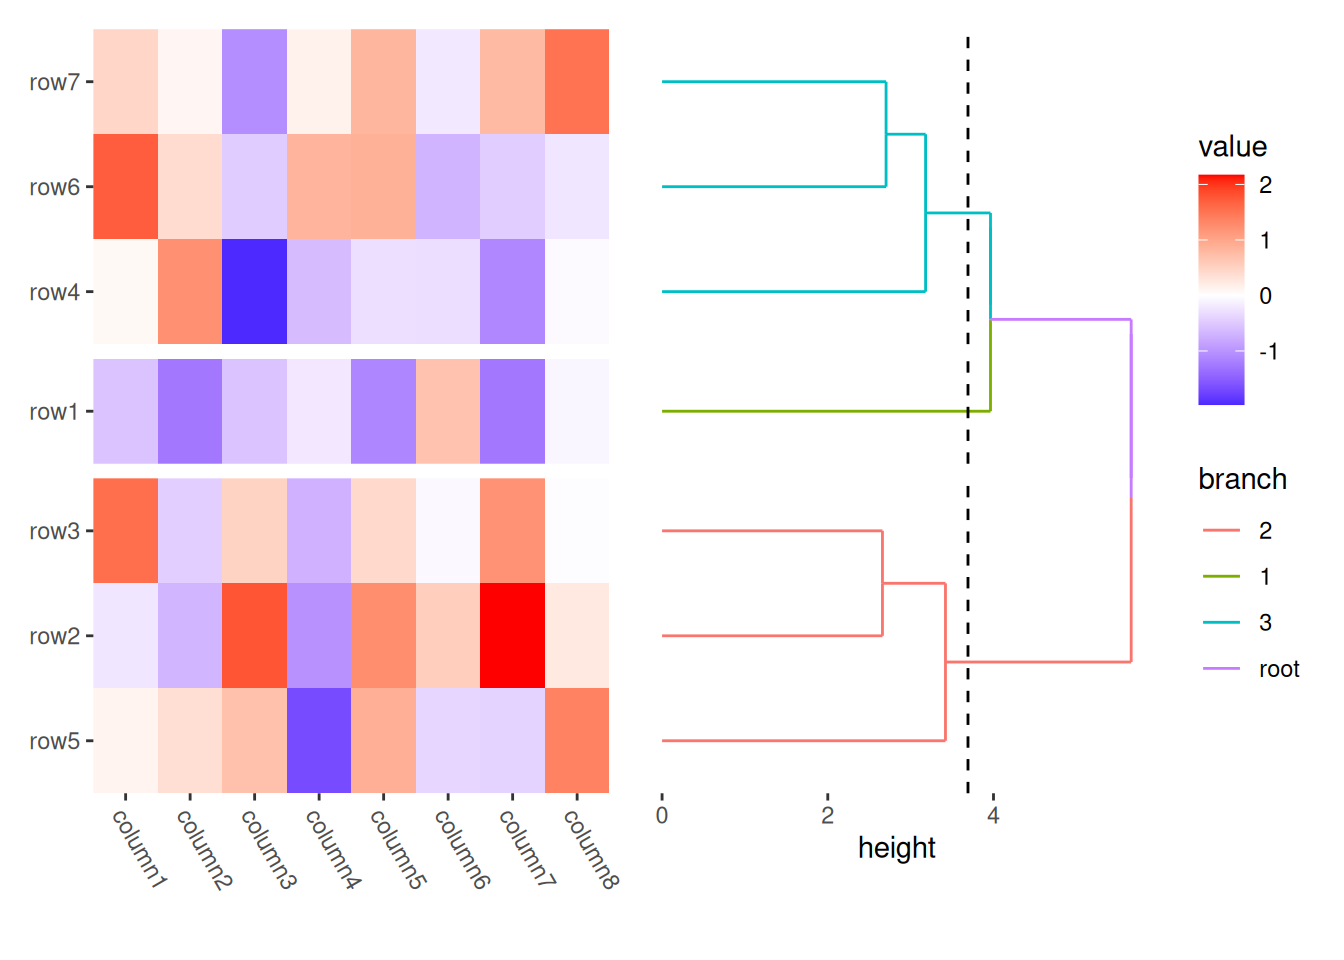 row7
row6
row4
row1
row3
row2
row5
column1
column2
column3
column4
column5
column6
column7
column8
0
2
4
height
value
2
1
0
-1
branch
2
1
3
root